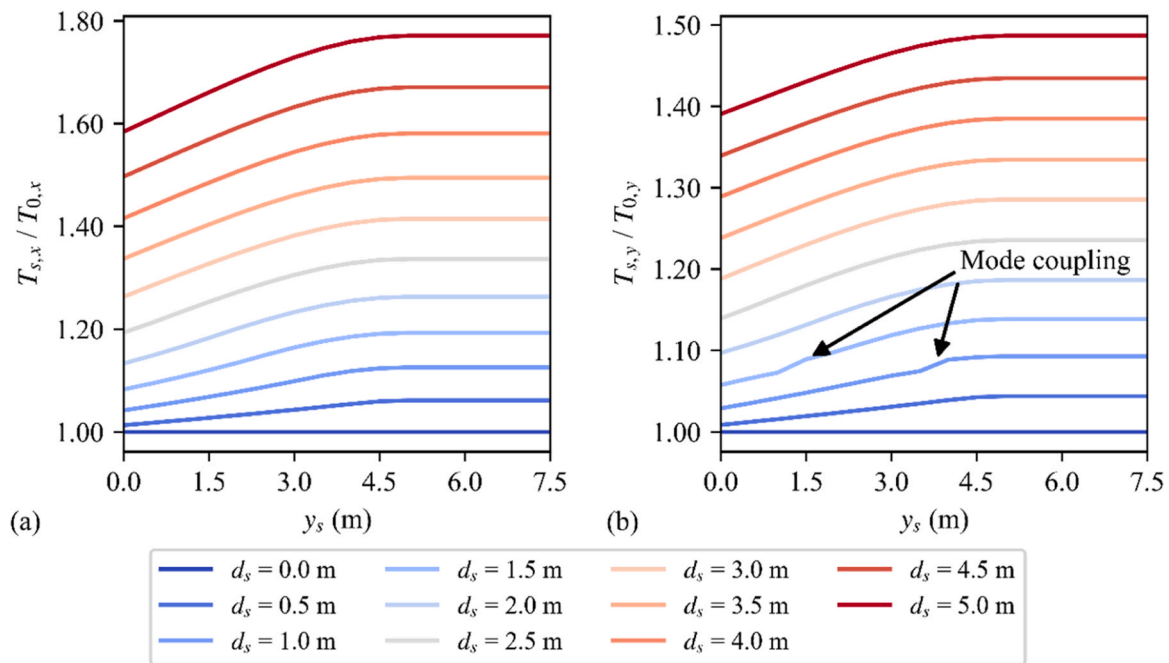 1.80
1.60
1.40
1.20
1.00
T_{s,x} / T_{0,x}
0.0 1.5 3.0 4.5 6.0 7.5
y_s (m)
(a)
1.50
1.40
1.30
1.20
1.10
1.00
T_{s,y} / T_{0,y}
Mode coupling
0.0 1.5 3.0 4.5 6.0 7.5
y_s (m)
(b)
d_s = 0.0 m
d_s = 0.5 m
d_s = 1.0 m
d_s = 1.5 m
d_s = 2.0 m
d_s = 2.5 m
d_s = 3.0 m
d_s = 3.5 m
d_s = 4.0 m
d_s = 4.5 m
d_s = 5.0 m